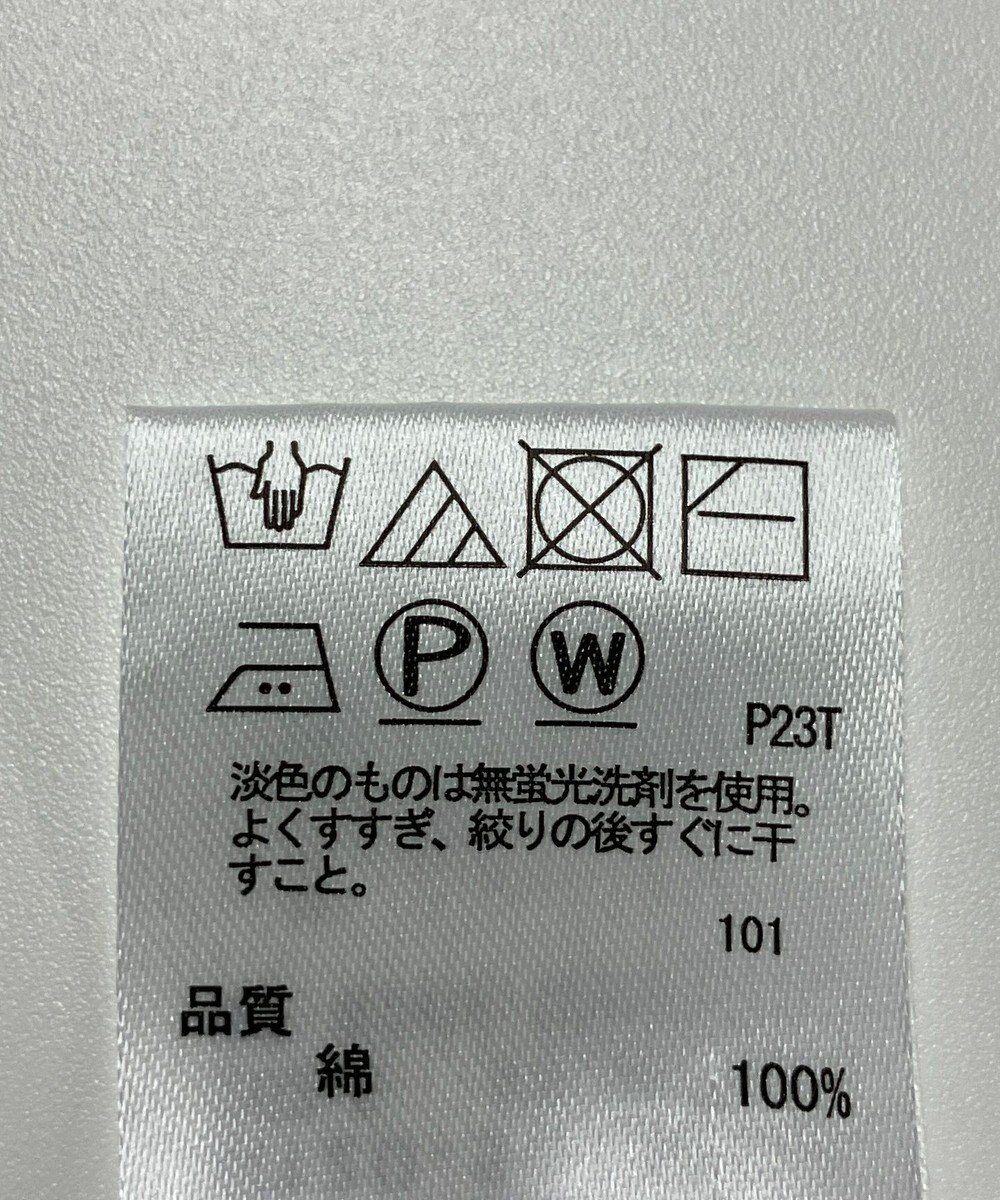 P W
P23T
淡色のものは無蛍光洗剤を使用。
よくすすぎ、絞りの後すぐに干
すこと。
101
品質
綿 100%